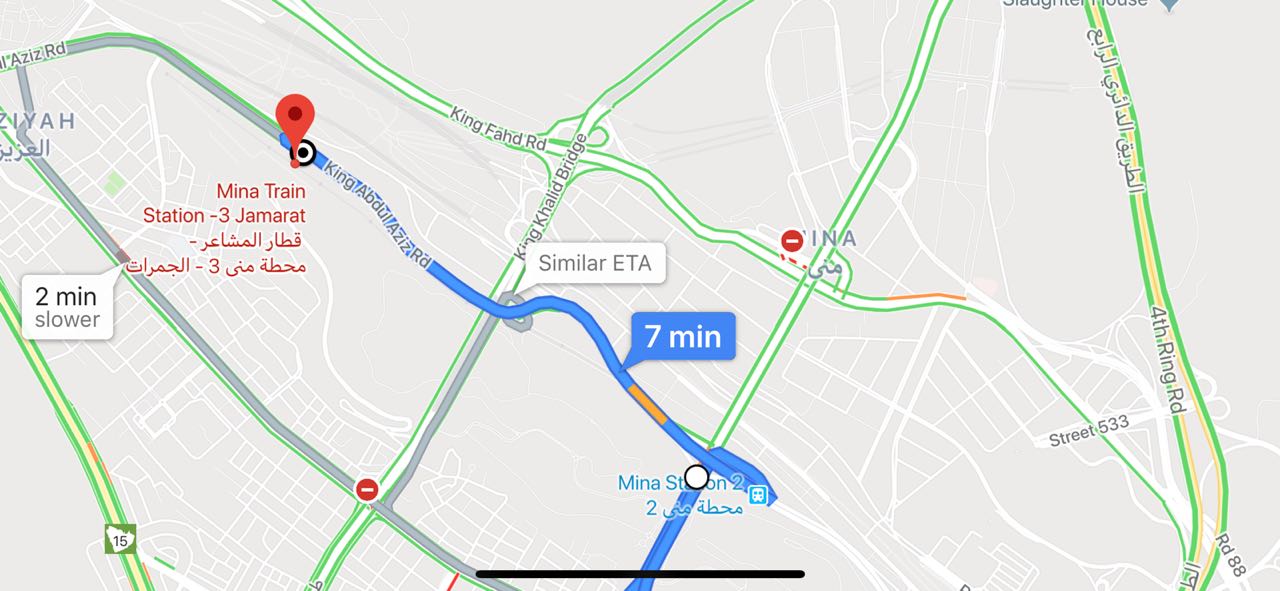 Slaughter House
l Aziz Rd
ZIYAH
العزيز
King Fahd Rd
King Khalid Bridge
King Abdul Aziz Rd
Mina Train
Station -3 Jamarat
قطار المشاعر -
محطة منى 3 - الجمرات
2 min
slower
Similar ETA
7 min
INA
منى
الطريق الدائري الرابع
4th Ring Rd
Street 533
Mina Station 2
محطة منى 2
15
Rd 88